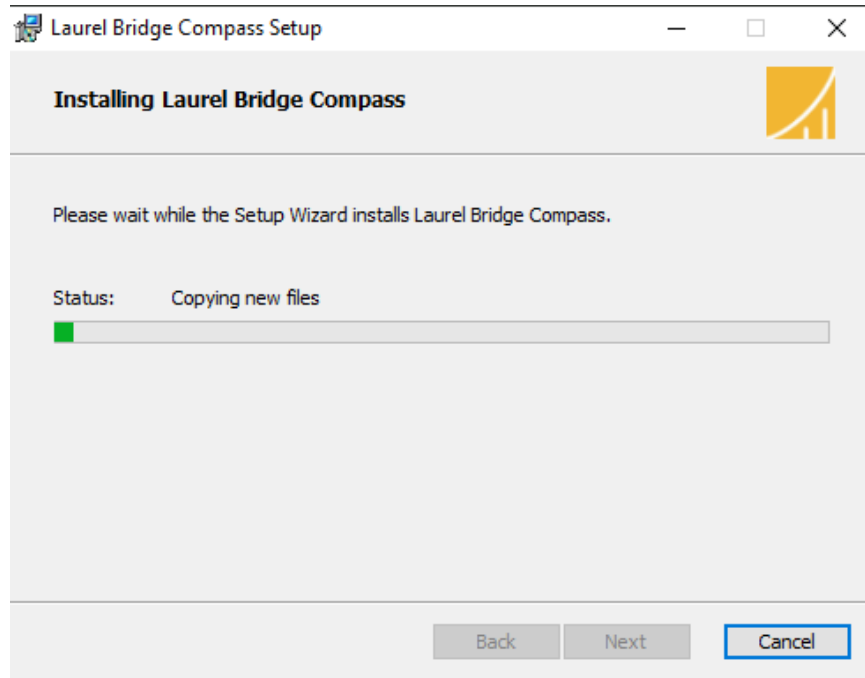 Laurel Bridge Compass Setup
Installing Laurel Bridge Compass
Please wait while the Setup Wizard installs Laurel Bridge Compass.
Status: Copying new files
Back Next Cancel